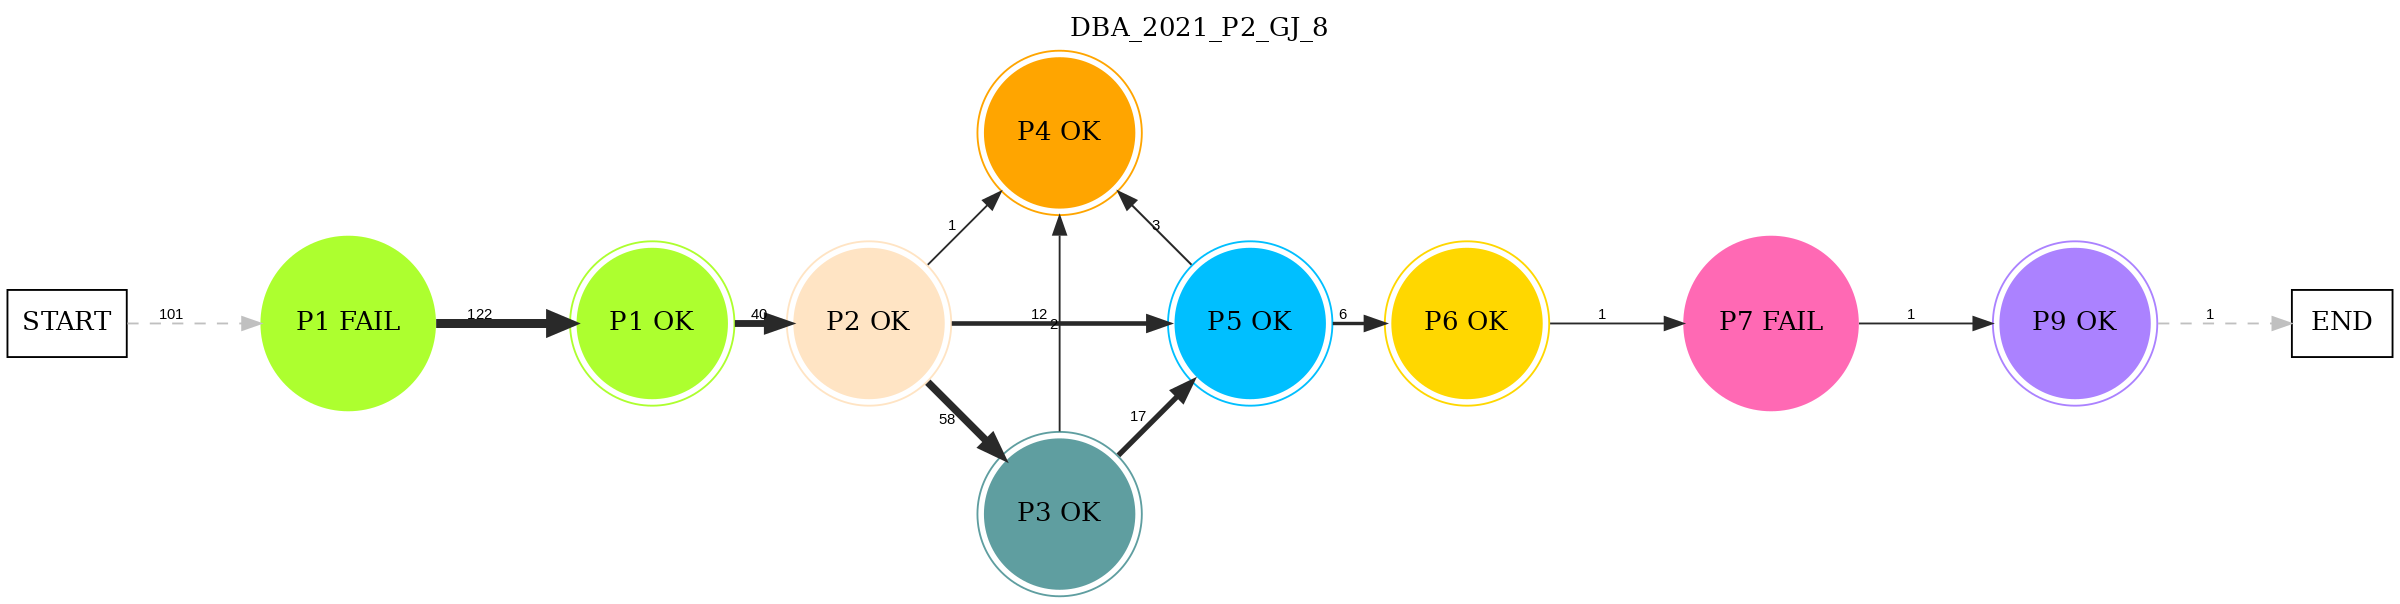 DBA_2021_P2_GJ_8
P4 OK
1
3
START
101
P1 FAIL
122
P1 OK
40
P2 OK
12
2
P5 OK
6
P6 OK
1
P7 FAIL
1
P9 OK
1
END
58
17
P3 OK